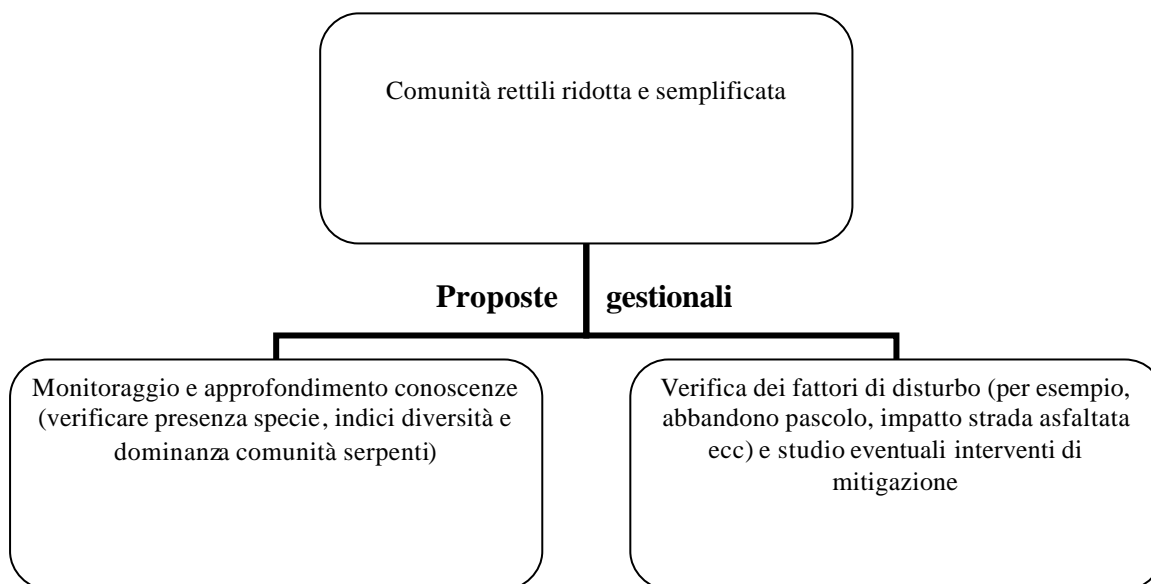 Comunità rettili ridotta e semplificata
Proposte gestionali
Monitoraggio e approfondimento conoscenze
(verificare presenza specie, indici diversità e
dominanza comunità serpenti)
Verifica dei fattori di disturbo (per esempio,
abbandono pascolo, impatto strada asfaltata
ecc) e studio eventuali interventi di
mitigazione